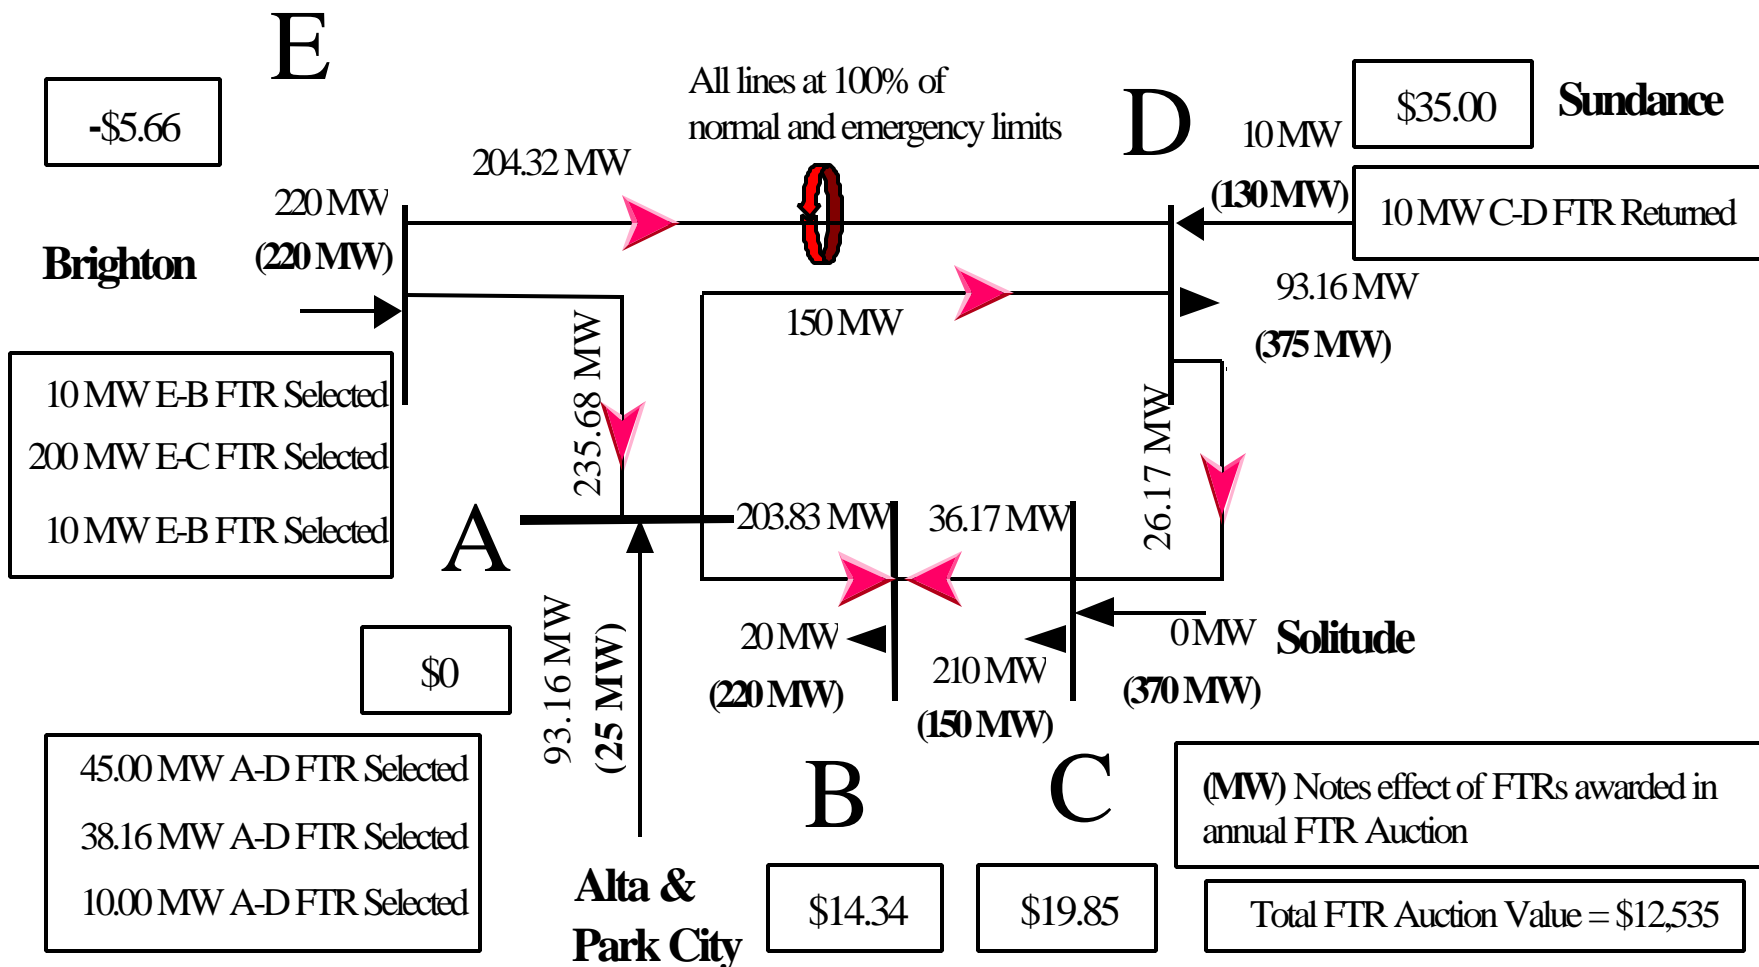 E
-$5.66
All lines at 100% of
normal and emergency limits
D
$35.00
Sundance
10 MW
(130 MW)
10 MW C-D FTR Returned
204.32 MW
220 MW
(220 MW)
Brighton
150 MW
93.16 MW
(375 MW)
10 MW E-B FTR Selected
200 MW E-C FTR Selected
10 MW E-B FTR Selected
235.68 MW
26.17 MW
A
203.83 MW
36.17 MW
$0
93.16 MW
(25 MW)
20 MW
(220 MW)
210 MW
(150 MW)
0 MW
(370 MW)
Solitude
45.00 MW A-D FTR Selected
38.16 MW A-D FTR Selected
10.00 MW A-D FTR Selected
Alta &
Park City
B
C
$14.34
$19.85
(MW) Notes effect of FTRs awarded in
annual FTR Auction
Total FTR Auction Value = $12,535